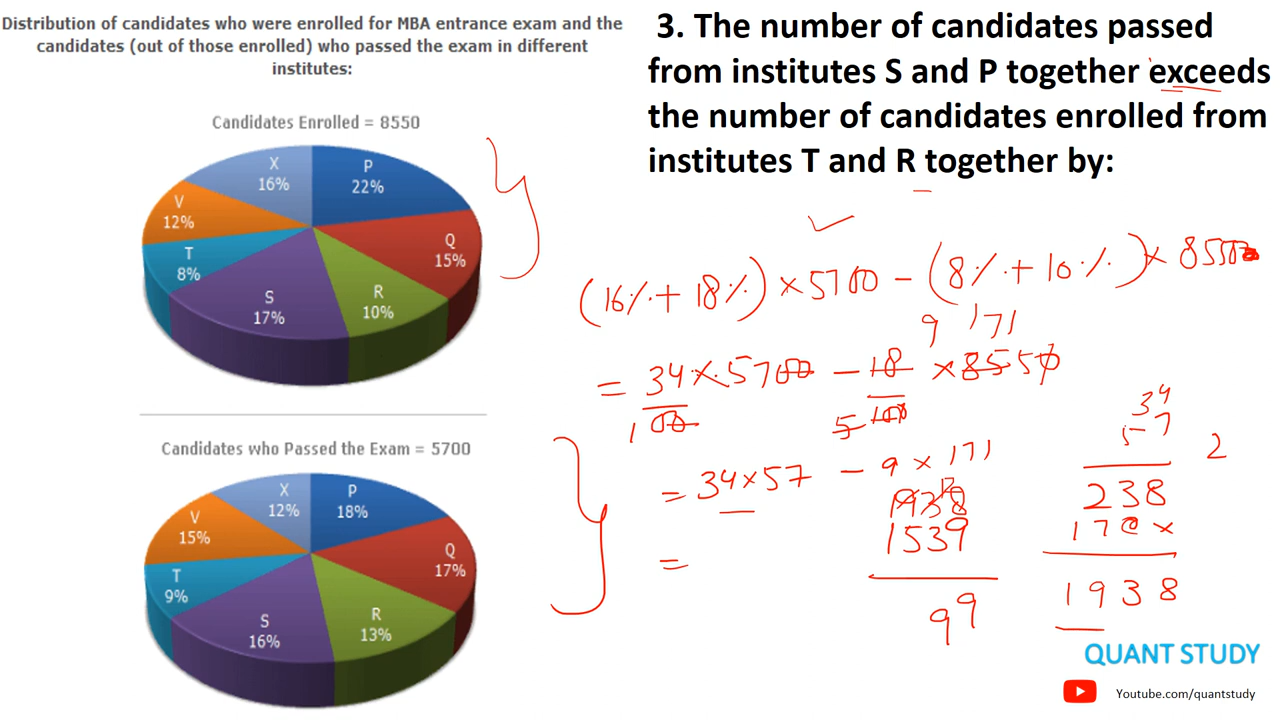 Distribution of candidates who were enrolled for MBA entrance exam and the
candidates (out of those enrolled) who passed the exam in different
institutes:
Candidates Enrolled = 8550
X
16%
P
22%
V
12%
Q
15%
T
8%
S
17%
R
10%
Candidates who Passed the Exam = 5700
X
12%
P
18%
V
15%
Q
17%
T
9%
S
16%
R
13%
3. The number of candidates passed
from institutes S and P together exceeds
the number of candidates enrolled from
institutes T and R together by:
(16%+18%)×5700-(8%+10%)×8550
9 171
= 34×5700 - 18 ×8550
100 5 100
= 34×57 - 9×171
1938
1539
=
99
34
57
2
238
170×
1938
QUANT STUDY
Youtube.com/quantstudy